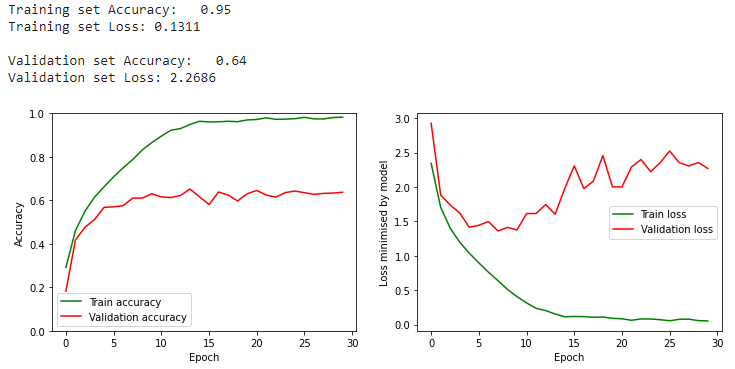 Training set Accuracy:   0.95
Training set Loss: 0.1311
Validation set Accuracy:   0.64
Validation set Loss: 2.2686
1.0
0.8
0.6
0.4
0.2
0.0
Accuracy
Train accuracy
Validation accuracy
0 5 10 15 20 25 30
Epoch
3.0
2.5
2.0
1.5
1.0
0.5
0.0
Loss minimised by model
Train loss
Validation loss
0 5 10 15 20 25 30
Epoch